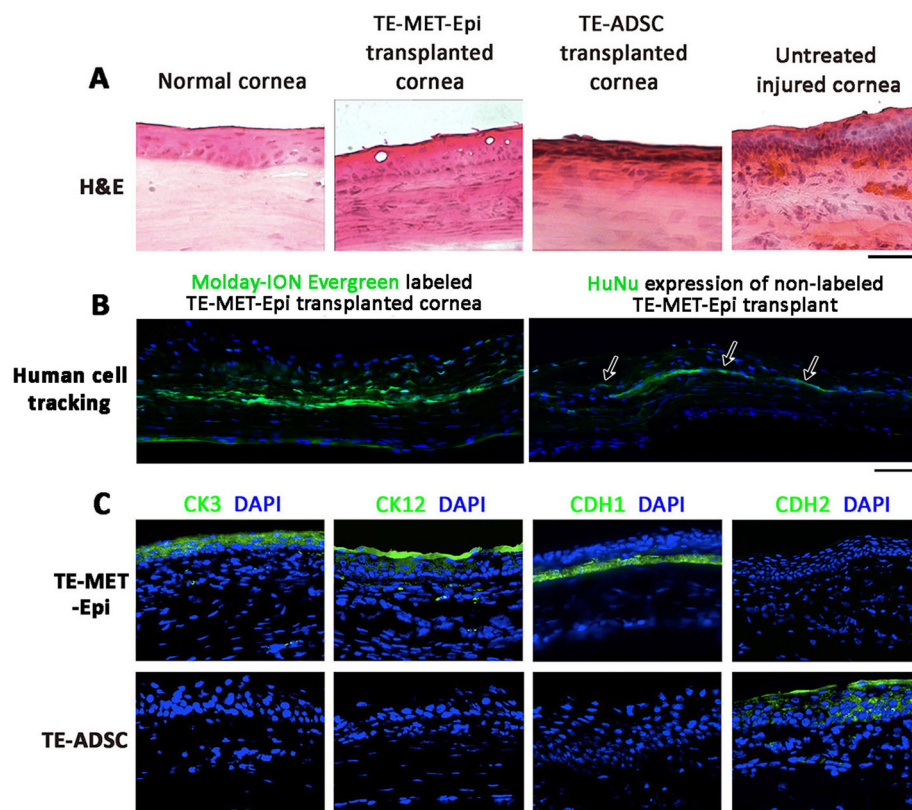 A
Normal cornea
TE-MET-Epi
transplanted
cornea
TE-ADSC
transplanted
cornea
Untreated
injured cornea
H&E
B
Molday-ION Evergreen labeled
TE-MET-Epi transplanted cornea
HuNu expression of non-labeled
TE-MET-Epi transplant
Human cell
tracking
C
CK3 DAPI
CK12 DAPI
CDH1 DAPI
CDH2 DAPI
TE-MET
-Epi
TE-ADSC